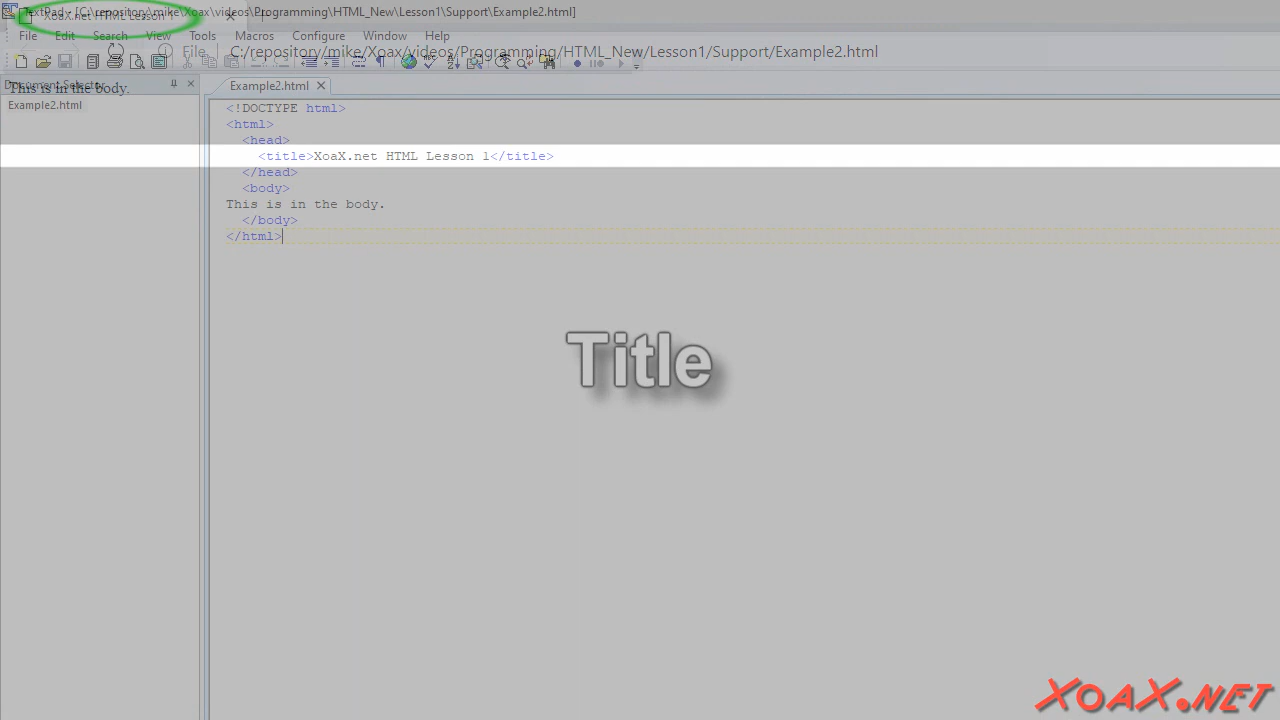 TextPad - [C:\repository\mike\Xoax\videos\Programming\HTML_New\Lesson1\Support\Example2.html]
XoaX.net HTML Lesson 1
File Edit Search View Tools Macros Configure Window Help
File C:/repository/mike/Xoax/videos/Programming/HTML_New/Lesson1/Support/Example2.html
Document Selector
This is in the body.
Example2.html
Example2.html
<!DOCTYPE html>
<html>
<head>
<title>XoaX.net HTML Lesson 1</title>
</head>
<body>
This is in the body.
</body>
</html>
Title
XOAX.NET